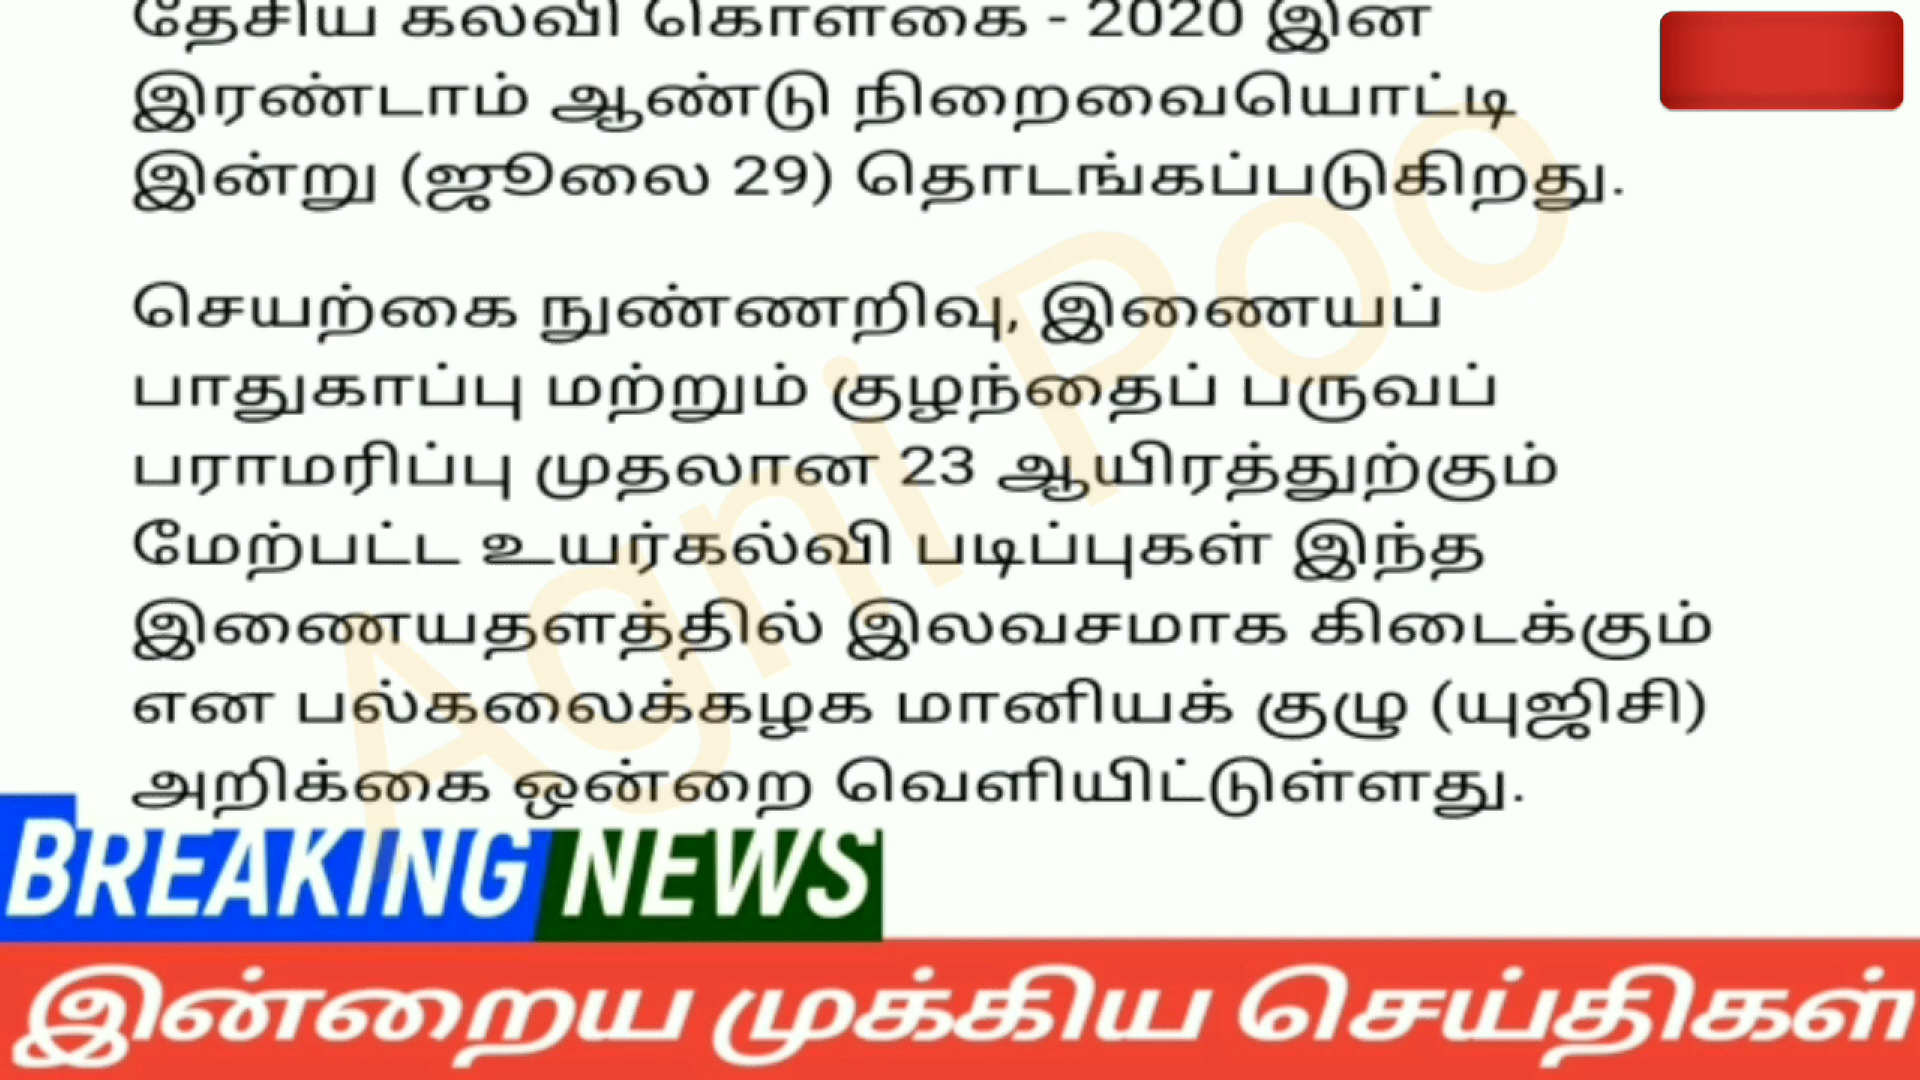 தேசிய கல்வி கொள்கை - 2020 இன்
இரண்டாம் ஆண்டு நிறைவையொட்டி
இன்று (ஜூலை 29) தொடங்கப்படுகிறது.
செயற்கை நுண்ணறிவு, இணையப்
பாதுகாப்பு மற்றும் குழந்தைப் பருவப்
பராமரிப்பு முதலான 23 ஆயிரத்துற்கும்
மேற்பட்ட உயர்கல்வி படிப்புகள் இந்த
இணையதளத்தில் இலவசமாக கிடைக்கும்
என பல்கலைக்கழக மானியக் குழு (யுஜிசி)
அறிக்கை ஒன்றை வெளியிட்டுள்ளது.
Agni Poo
BREAKING NEWS
இன்றைய முக்கிய செய்திகள்